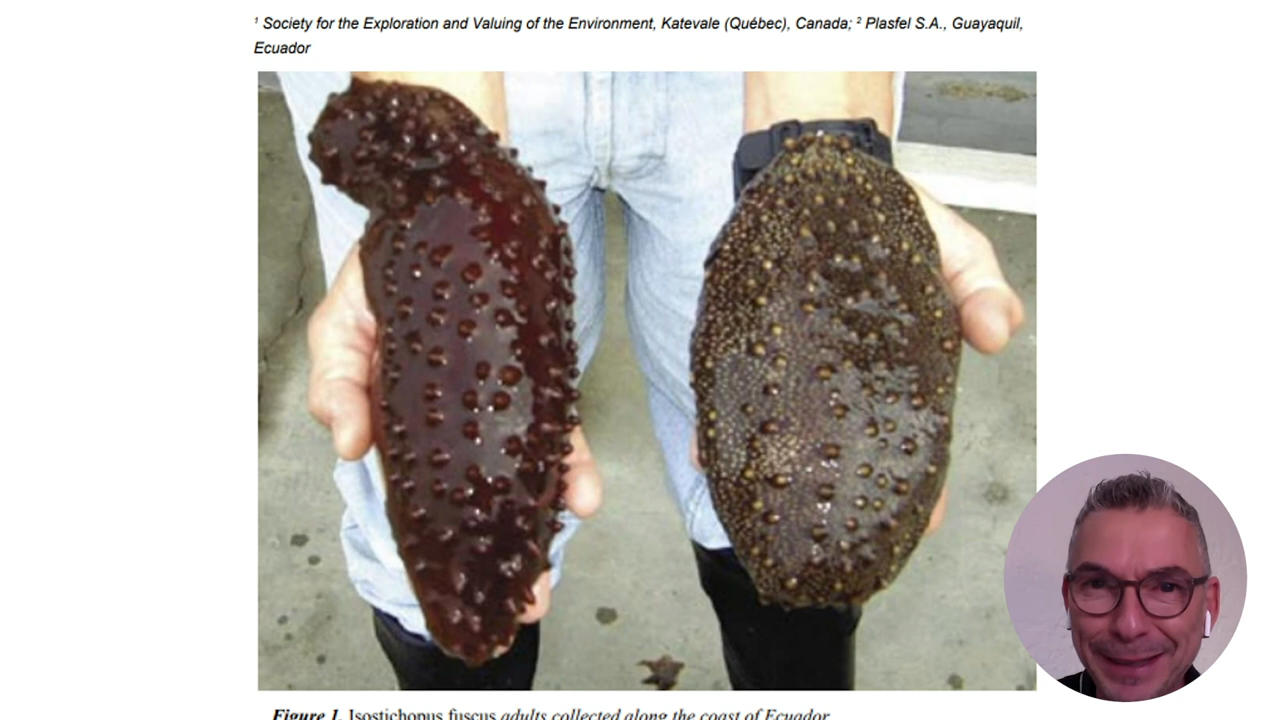 ¹ Society for the Exploration and Valuing of the Environment, Katevale (Québec), Canada; ² Plasfel S.A., Guayaquil,
Ecuador
Figure 1. Isostichopus fuscus adults collected along the coast of Ecuador